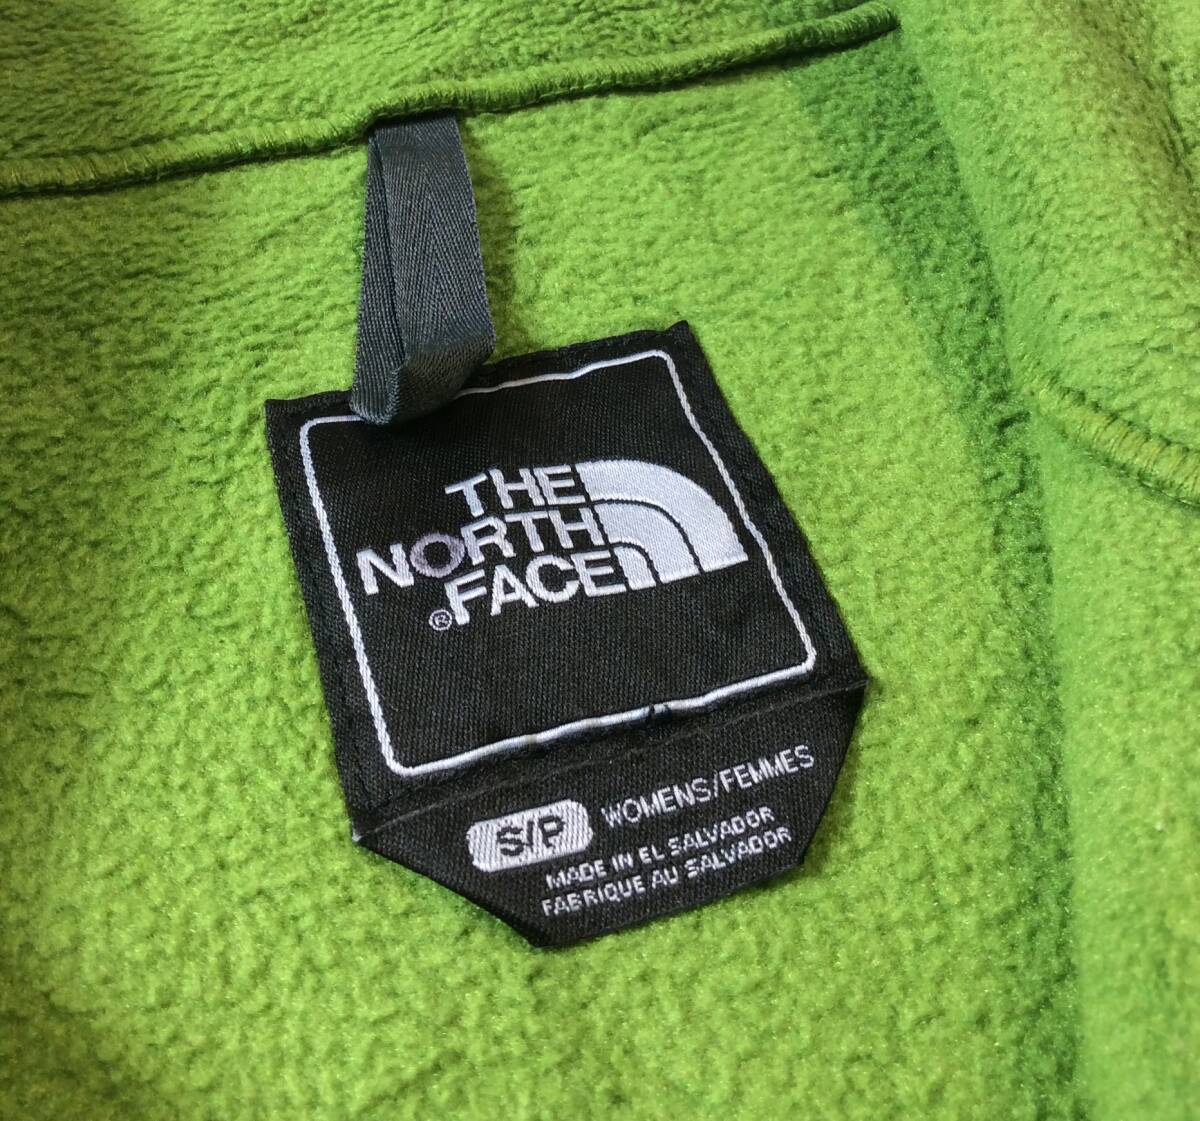 THE
NORTH
FACE
®
S/P WOMENS/FEMMES
MADE IN EL SALVADOR
FABRIQUE AU SALVADOR